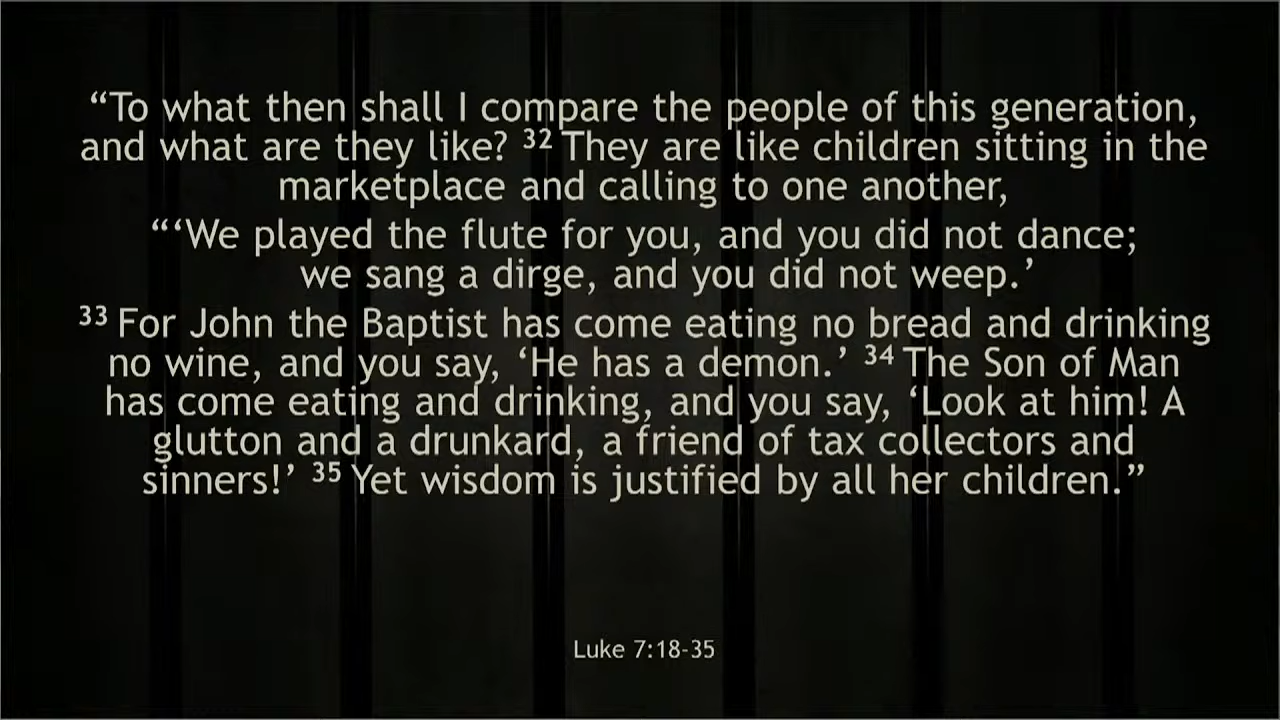 “To what then shall I compare the people of this generation,
and what are they like? ³² They are like children sitting in the
marketplace and calling to one another,
“‘We played the flute for you, and you did not dance;
we sang a dirge, and you did not weep.’
³³ For John the Baptist has come eating no bread and drinking
no wine, and you say, ‘He has a demon.’ ³⁴ The Son of Man
has come eating and drinking, and you say, ‘Look at him! A
glutton and a drunkard, a friend of tax collectors and
sinners!’ ³⁵ Yet wisdom is justified by all her children.”
Luke 7:18-35